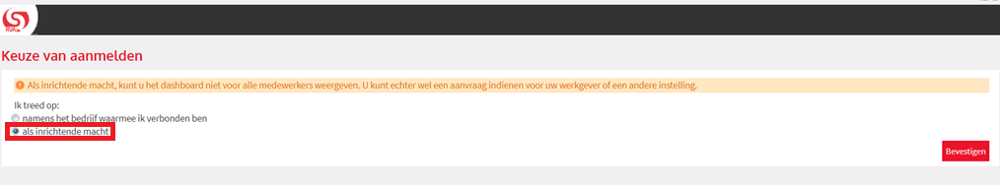 Keuze van aanmelden
Als inrichtende macht, kunt u het dashboard niet voor alle medewerkers weergeven. U kunt echter wel een aanvraag indienen voor uw werkgever of een andere instelling.
Ik treed op:
namens het bedrijf waarmee ik verbonden ben
als inrichtende macht
Bevestigen